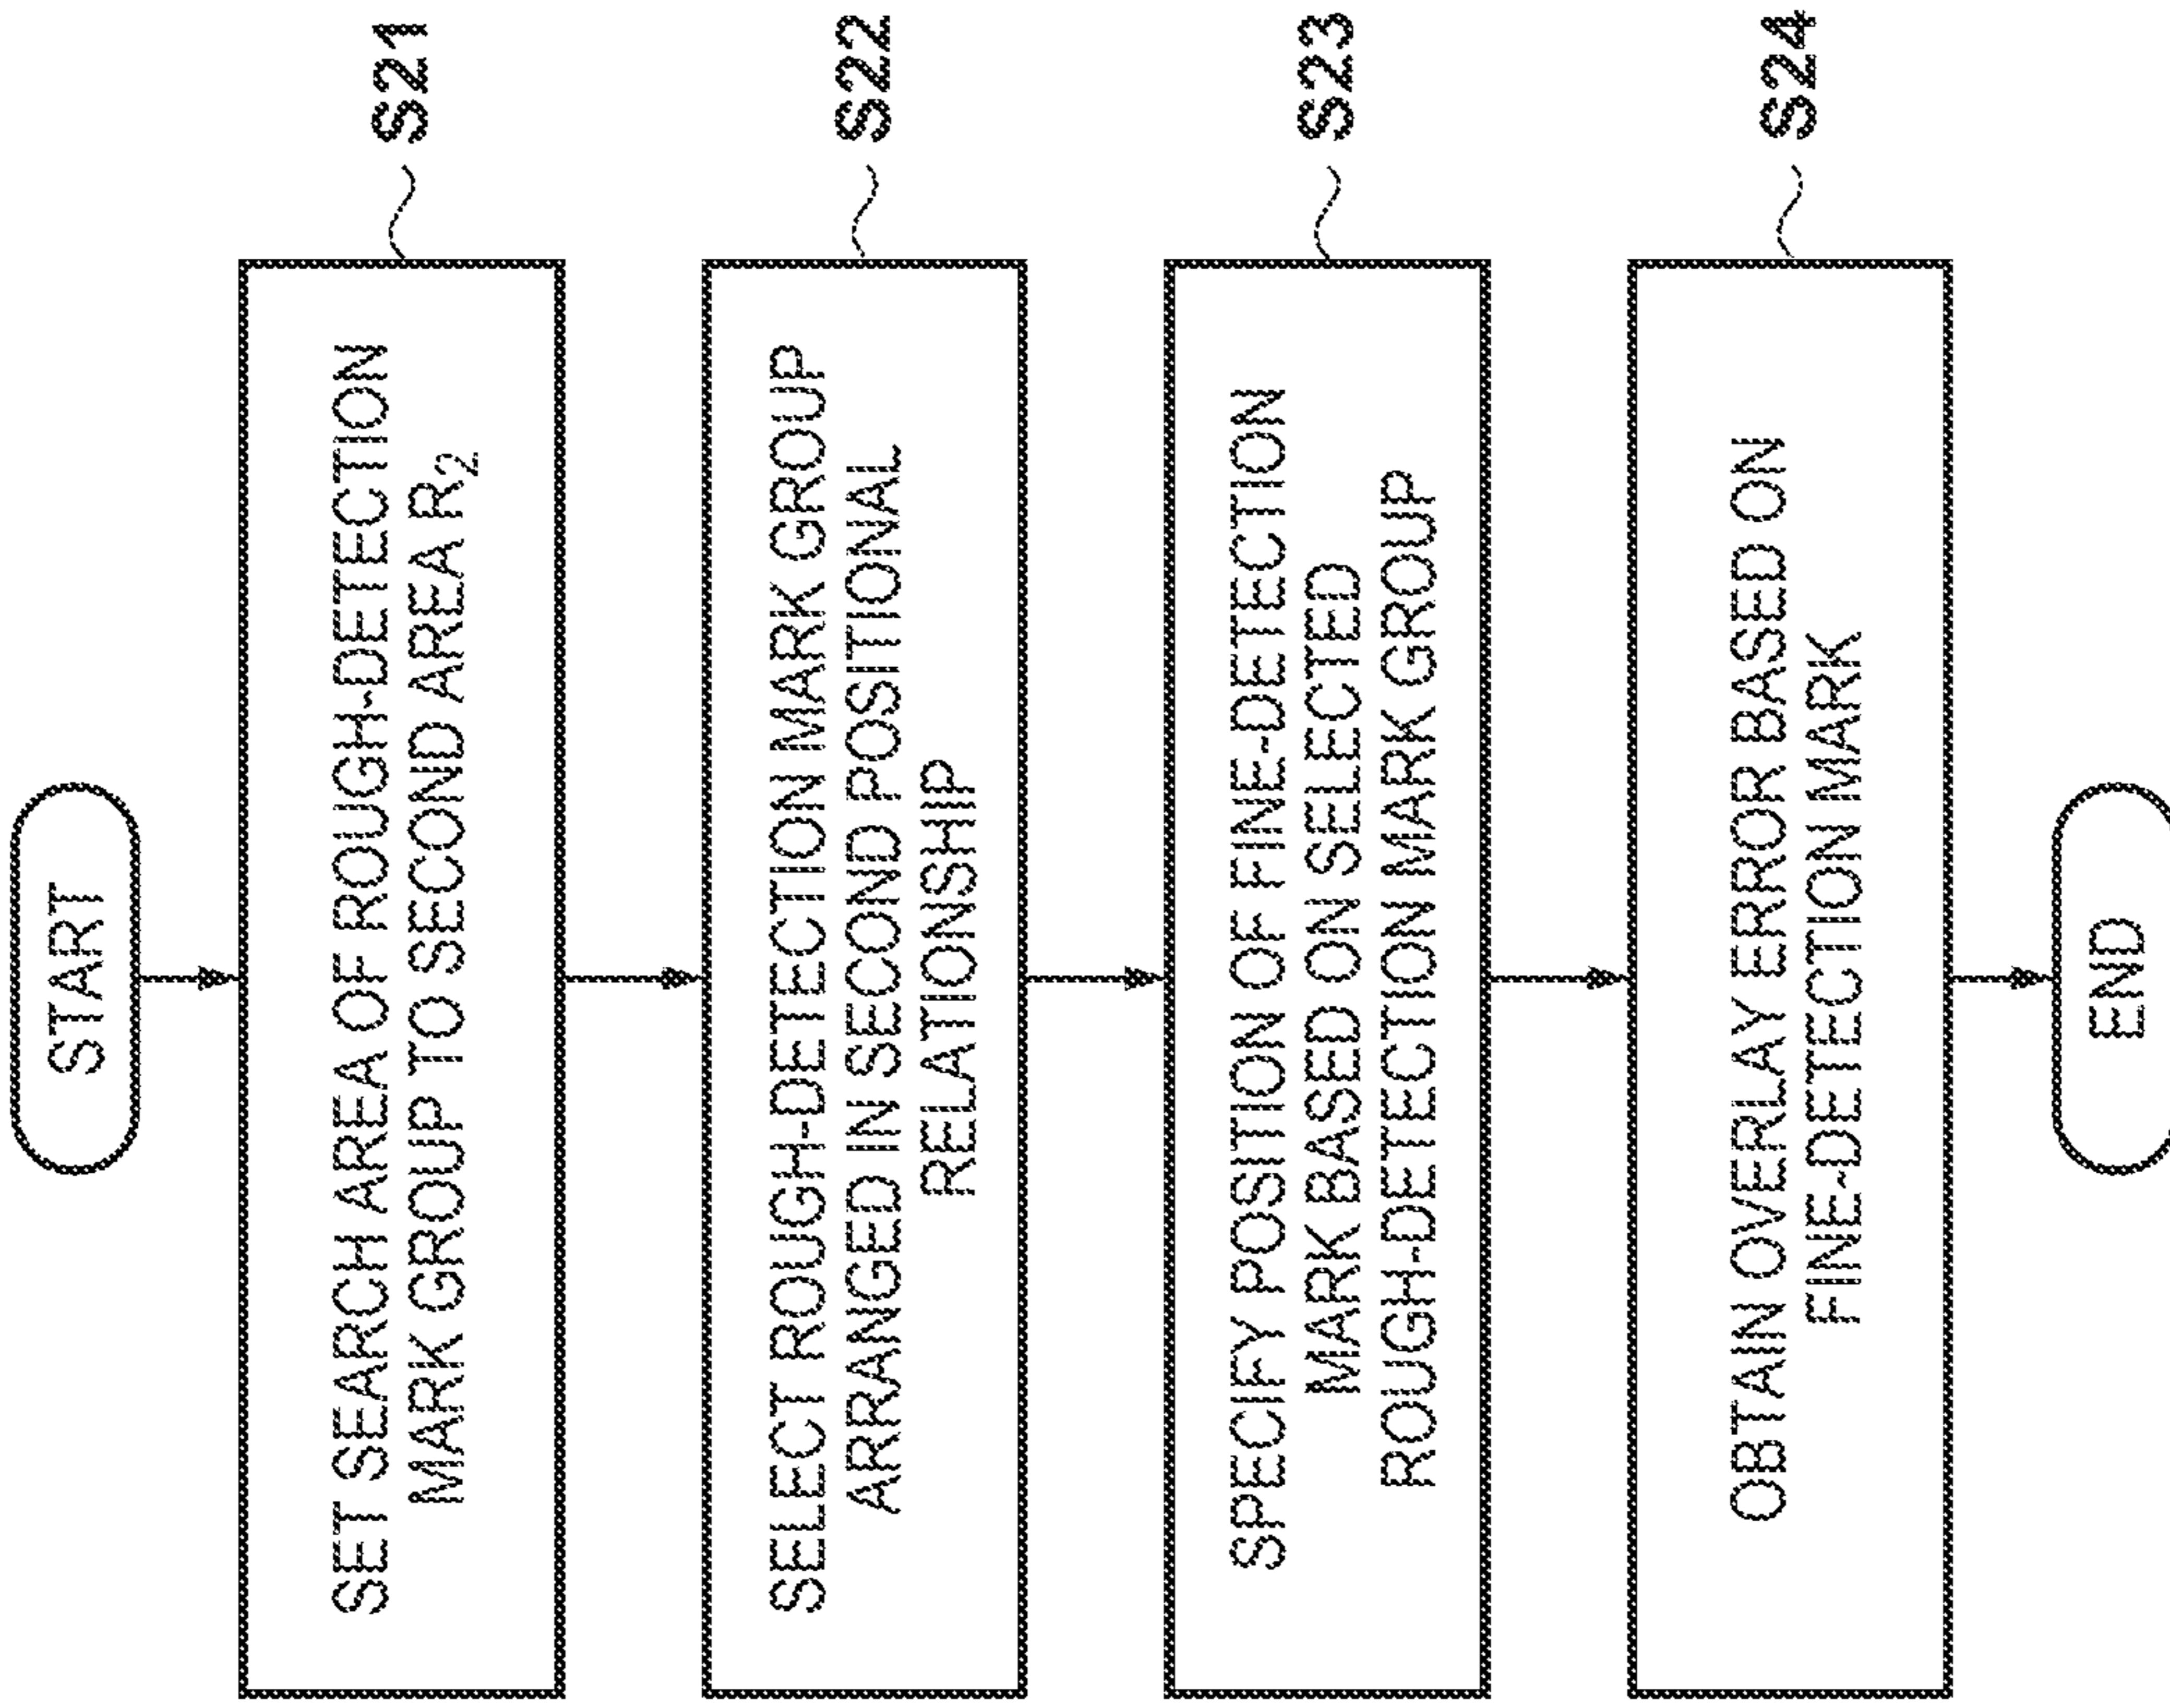 START
SET SEARCH AREA OF ROUGH-DETECTION
MARK GROUP TO SECOND AREA R₂
S21
SELECT ROUGH-DETECTION MARK GROUP
ARRANGED IN SECOND POSITIONAL
RELATIONSHIP
S22
SPECIFY POSITION OF FINE-DETECTION
MARK BASED ON SELECTED
ROUGH-DETECTION MARK GROUP
S23
OBTAIN OVERLAY ERROR BASED ON
FINE-DETECTION MARK
S24
END